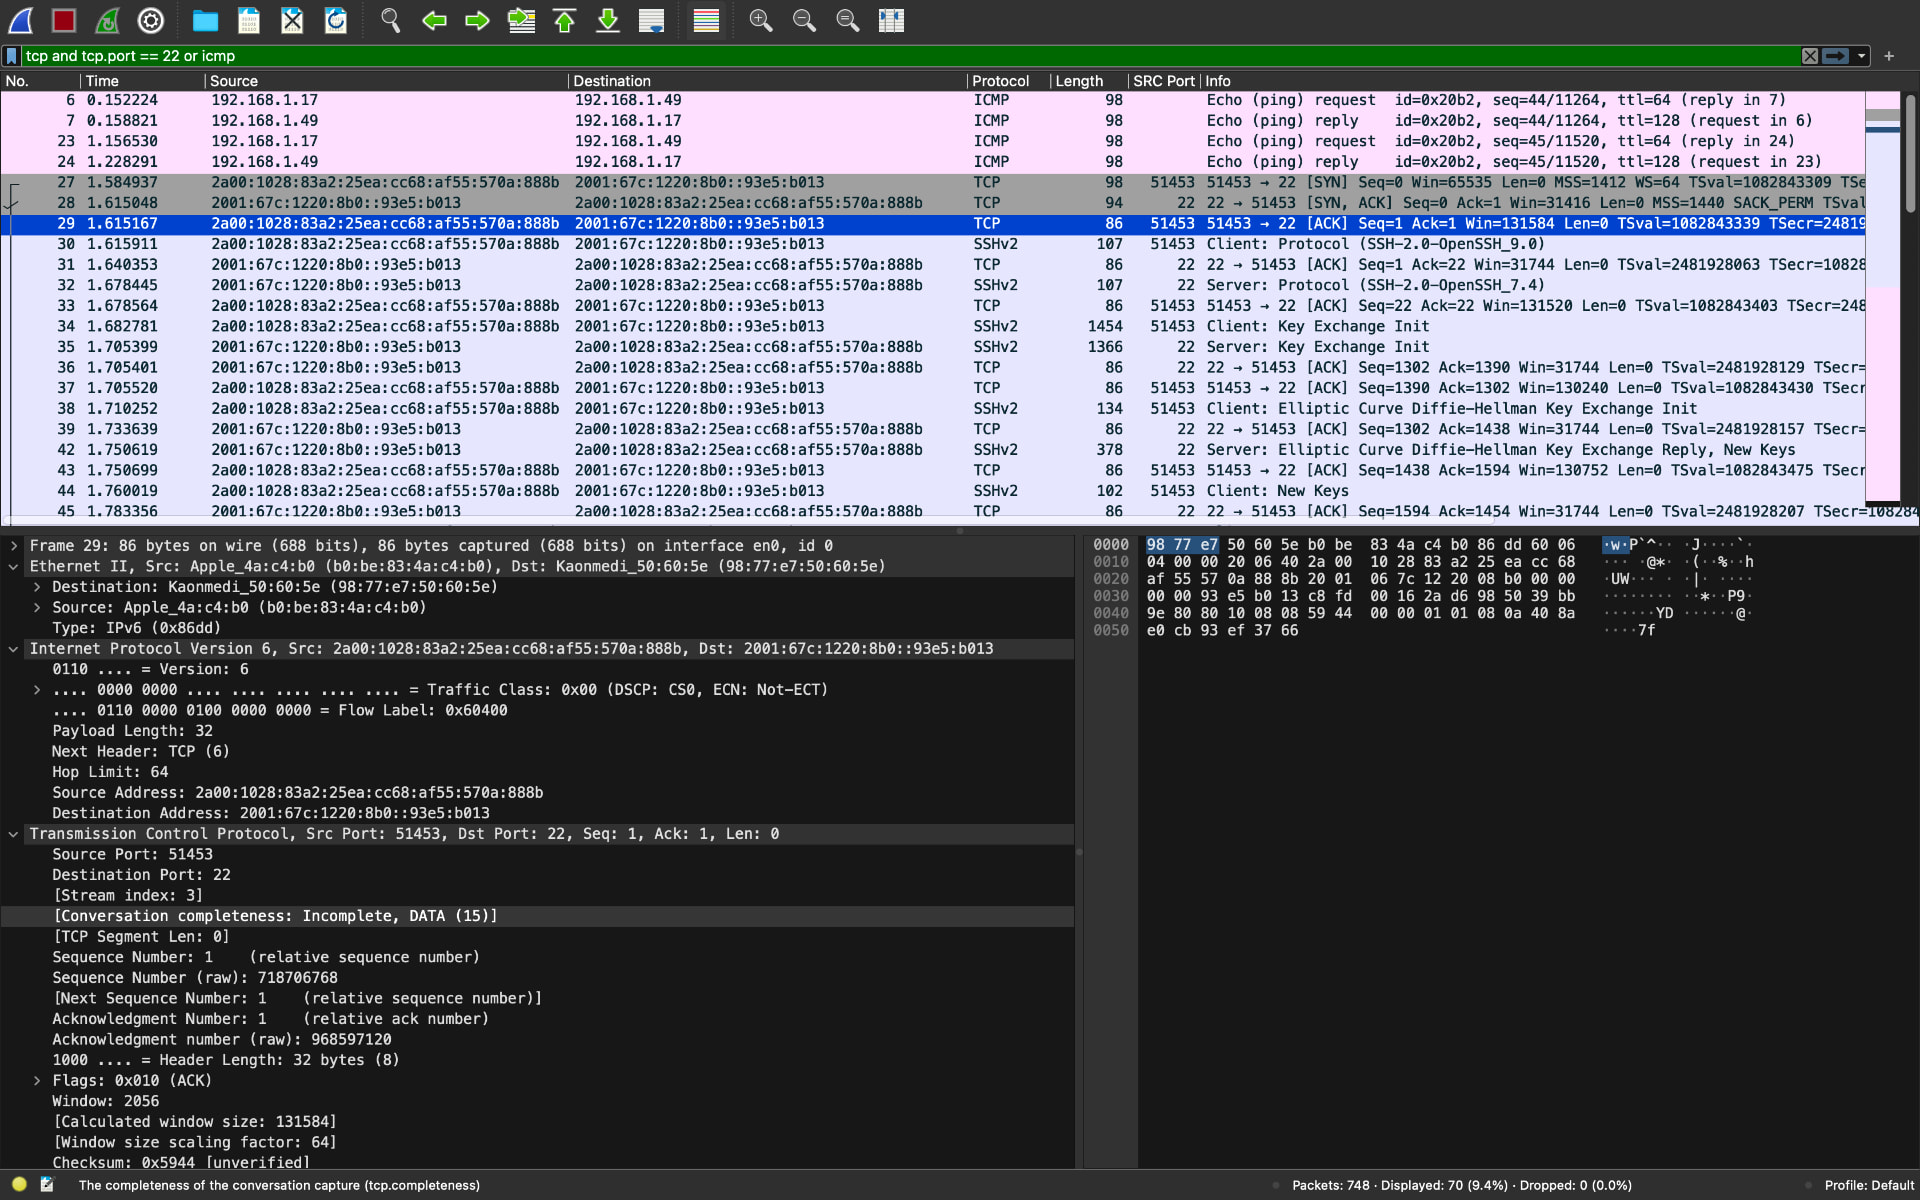 tcp and tcp.port == 22 or icmp
No. Time Source Destination Protocol Length SRC Port Info
6 0.152224 192.168.1.17 192.168.1.49 ICMP 98 Echo (ping) request id=0x20b2, seq=44/11264, ttl=64 (reply in 7)
7 0.158821 192.168.1.49 192.168.1.17 ICMP 98 Echo (ping) reply id=0x20b2, seq=44/11264, ttl=128 (request in 6)
23 1.156530 192.168.1.17 192.168.1.49 ICMP 98 Echo (ping) request id=0x20b2, seq=45/11520, ttl=64 (reply in 24)
24 1.228291 192.168.1.49 192.168.1.17 ICMP 98 Echo (ping) reply id=0x20b2, seq=45/11520, ttl=128 (request in 23)
27 1.584937 2a00:1028:83a2:25ea:cc68:af55:570a:888b 2001:67c:1220:8b0::93e5:b013 TCP 98 51453 51453 → 22 [SYN] Seq=0 Win=65535 Len=0 MSS=1412 WS=64 TSval=1082843309 TSe
28 1.615048 2001:67c:1220:8b0::93e5:b013 2a00:1028:83a2:25ea:cc68:af55:570a:888b TCP 94 22 22 → 51453 [SYN, ACK] Seq=0 Ack=1 Win=31416 Len=0 MSS=1440 SACK_PERM TSval
29 1.615167 2a00:1028:83a2:25ea:cc68:af55:570a:888b 2001:67c:1220:8b0::93e5:b013 TCP 86 51453 51453 → 22 [ACK] Seq=1 Ack=1 Win=131584 Len=0 TSval=1082843339 TSecr=24819
30 1.615911 2a00:1028:83a2:25ea:cc68:af55:570a:888b 2001:67c:1220:8b0::93e5:b013 SSHv2 107 51453 Client: Protocol (SSH-2.0-OpenSSH_9.0)
31 1.640353 2001:67c:1220:8b0::93e5:b013 2a00:1028:83a2:25ea:cc68:af55:570a:888b TCP 86 22 22 → 51453 [ACK] Seq=1 Ack=22 Win=31744 Len=0 TSval=2481928063 TSecr=10828
32 1.678445 2001:67c:1220:8b0::93e5:b013 2a00:1028:83a2:25ea:cc68:af55:570a:888b SSHv2 107 22 Server: Protocol (SSH-2.0-OpenSSH_7.4)
33 1.678564 2a00:1028:83a2:25ea:cc68:af55:570a:888b 2001:67c:1220:8b0::93e5:b013 TCP 86 51453 51453 → 22 [ACK] Seq=22 Ack=22 Win=131520 Len=0 TSval=1082843403 TSecr=248
34 1.682781 2a00:1028:83a2:25ea:cc68:af55:570a:888b 2001:67c:1220:8b0::93e5:b013 SSHv2 1454 51453 Client: Key Exchange Init
35 1.705399 2001:67c:1220:8b0::93e5:b013 2a00:1028:83a2:25ea:cc68:af55:570a:888b SSHv2 1366 22 Server: Key Exchange Init
36 1.705401 2001:67c:1220:8b0::93e5:b013 2a00:1028:83a2:25ea:cc68:af55:570a:888b TCP 86 22 22 → 51453 [ACK] Seq=1302 Ack=1390 Win=31744 Len=0 TSval=2481928129 TSecr=
37 1.705520 2a00:1028:83a2:25ea:cc68:af55:570a:888b 2001:67c:1220:8b0::93e5:b013 TCP 86 51453 51453 → 22 [ACK] Seq=1390 Ack=1302 Win=130240 Len=0 TSval=1082843430 TSecr
38 1.710252 2a00:1028:83a2:25ea:cc68:af55:570a:888b 2001:67c:1220:8b0::93e5:b013 SSHv2 134 51453 Client: Elliptic Curve Diffie-Hellman Key Exchange Init
39 1.733639 2001:67c:1220:8b0::93e5:b013 2a00:1028:83a2:25ea:cc68:af55:570a:888b TCP 86 22 22 → 51453 [ACK] Seq=1302 Ack=1438 Win=31744 Len=0 TSval=2481928157 TSecr=
42 1.750619 2001:67c:1220:8b0::93e5:b013 2a00:1028:83a2:25ea:cc68:af55:570a:888b SSHv2 378 22 Server: Elliptic Curve Diffie-Hellman Key Exchange Reply, New Keys
43 1.750699 2a00:1028:83a2:25ea:cc68:af55:570a:888b 2001:67c:1220:8b0::93e5:b013 TCP 86 51453 51453 → 22 [ACK] Seq=1438 Ack=1594 Win=130752 Len=0 TSval=1082843475 TSecr
44 1.760019 2a00:1028:83a2:25ea:cc68:af55:570a:888b 2001:67c:1220:8b0::93e5:b013 SSHv2 102 51453 Client: New Keys
45 1.783356 2001:67c:1220:8b0::93e5:b013 2a00:1028:83a2:25ea:cc68:af55:570a:888b TCP 86 22 22 → 51453 [ACK] Seq=1594 Ack=1454 Win=31744 Len=0 TSval=2481928207 TSecr=108284
Frame 29: 86 bytes on wire (688 bits), 86 bytes captured (688 bits) on interface en0, id 0
Ethernet II, Src: Apple_4a:c4:b0 (b0:be:83:4a:c4:b0), Dst: Kaonmedi_50:60:5e (98:77:e7:50:60:5e)
Destination: Kaonmedi_50:60:5e (98:77:e7:50:60:5e)
Source: Apple_4a:c4:b0 (b0:be:83:4a:c4:b0)
Type: IPv6 (0x86dd)
Internet Protocol Version 6, Src: 2a00:1028:83a2:25ea:cc68:af55:570a:888b, Dst: 2001:67c:1220:8b0::93e5:b013
0110 .... = Version: 6
.... 0000 0000 .... .... .... .... .... = Traffic Class: 0x00 (DSCP: CS0, ECN: Not-ECT)
.... 0110 0000 0100 0000 0000 = Flow Label: 0x60400
Payload Length: 32
Next Header: TCP (6)
Hop Limit: 64
Source Address: 2a00:1028:83a2:25ea:cc68:af55:570a:888b
Destination Address: 2001:67c:1220:8b0::93e5:b013
Transmission Control Protocol, Src Port: 51453, Dst Port: 22, Seq: 1, Ack: 1, Len: 0
Source Port: 51453
Destination Port: 22
[Stream index: 3]
[Conversation completeness: Incomplete, DATA (15)]
[TCP Segment Len: 0]
Sequence Number: 1 (relative sequence number)
Sequence Number (raw): 718706768
[Next Sequence Number: 1 (relative sequence number)]
Acknowledgment Number: 1 (relative ack number)
Acknowledgment number (raw): 968597120
1000 .... = Header Length: 32 bytes (8)
Flags: 0x010 (ACK)
Window: 2056
[Calculated window size: 131584]
[Window size scaling factor: 64]
Checksum: 0x5944 [unverified]
0000 98 77 e7 50 60 5e b0 be 83 4a c4 b0 86 dd 60 06 ·w·P`^·· ·J····`·
0010 04 00 00 20 06 40 2a 00 10 28 83 a2 25 ea cc 68 ··· ·@*· ·(··%··h
0020 af 55 57 0a 88 8b 20 01 06 7c 12 20 08 b0 00 00 ·UW··· · ·|· ····
0030 00 00 93 e5 b0 13 c8 fd 00 16 2a d6 98 50 39 bb ········ ··*··P9·
0040 9e 80 80 10 08 08 59 44 00 00 01 01 08 0a 40 8a ······YD ······@·
0050 e0 cb 93 ef 37 66 ····7f
The completeness of the conversation capture (tcp.completeness)
Packets: 748 · Displayed: 70 (9.4%) · Dropped: 0 (0.0%)
Profile: Default